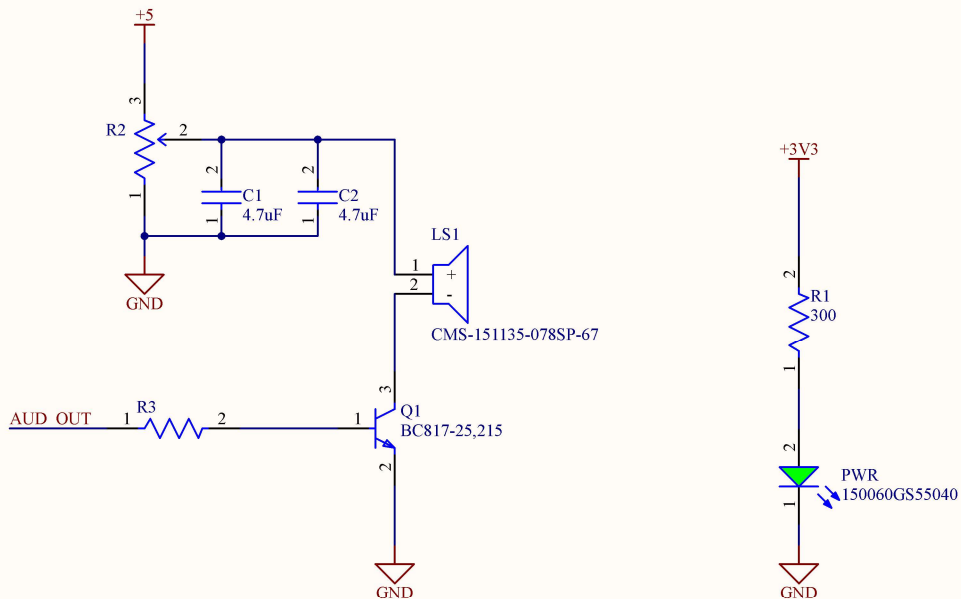 +5
3
R2
2
1
2
C1
4.7uF
1
2
C2
4.7uF
1
GND
LS1
1
+
2
-
CMS-151135-078SP-67
AUD_OUT
1
R3
2
1
3
Q1
BC817-25,215
2
GND
+3V3
2
R1
300
1
2
PWR
150060GS55040
1
GND